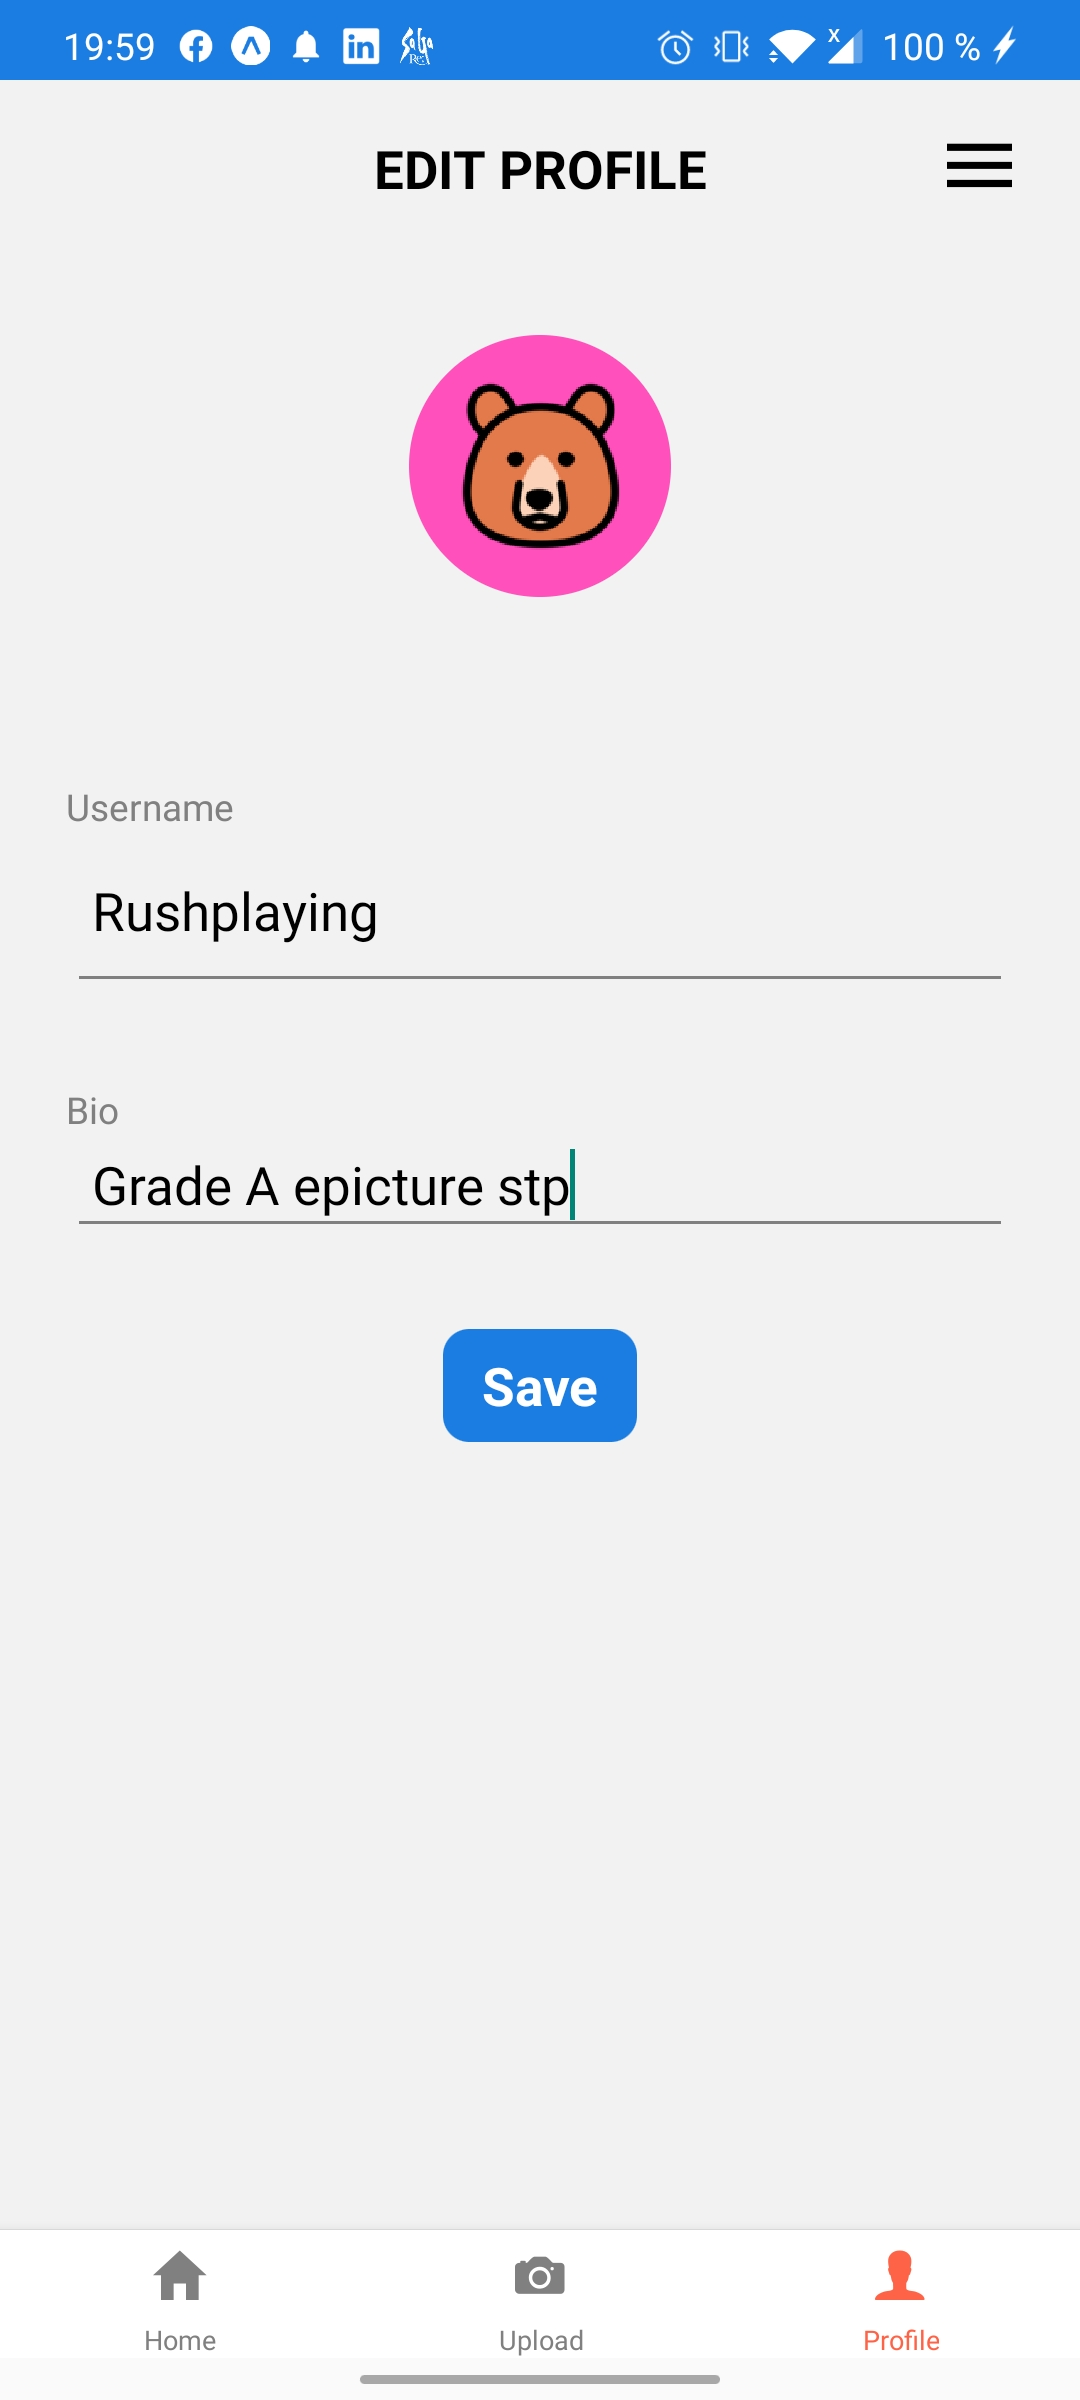 19:59 100 %
EDIT PROFILE
Username
Rushplaying
Bio
Grade A epicture stp
Save
Home Upload Profile